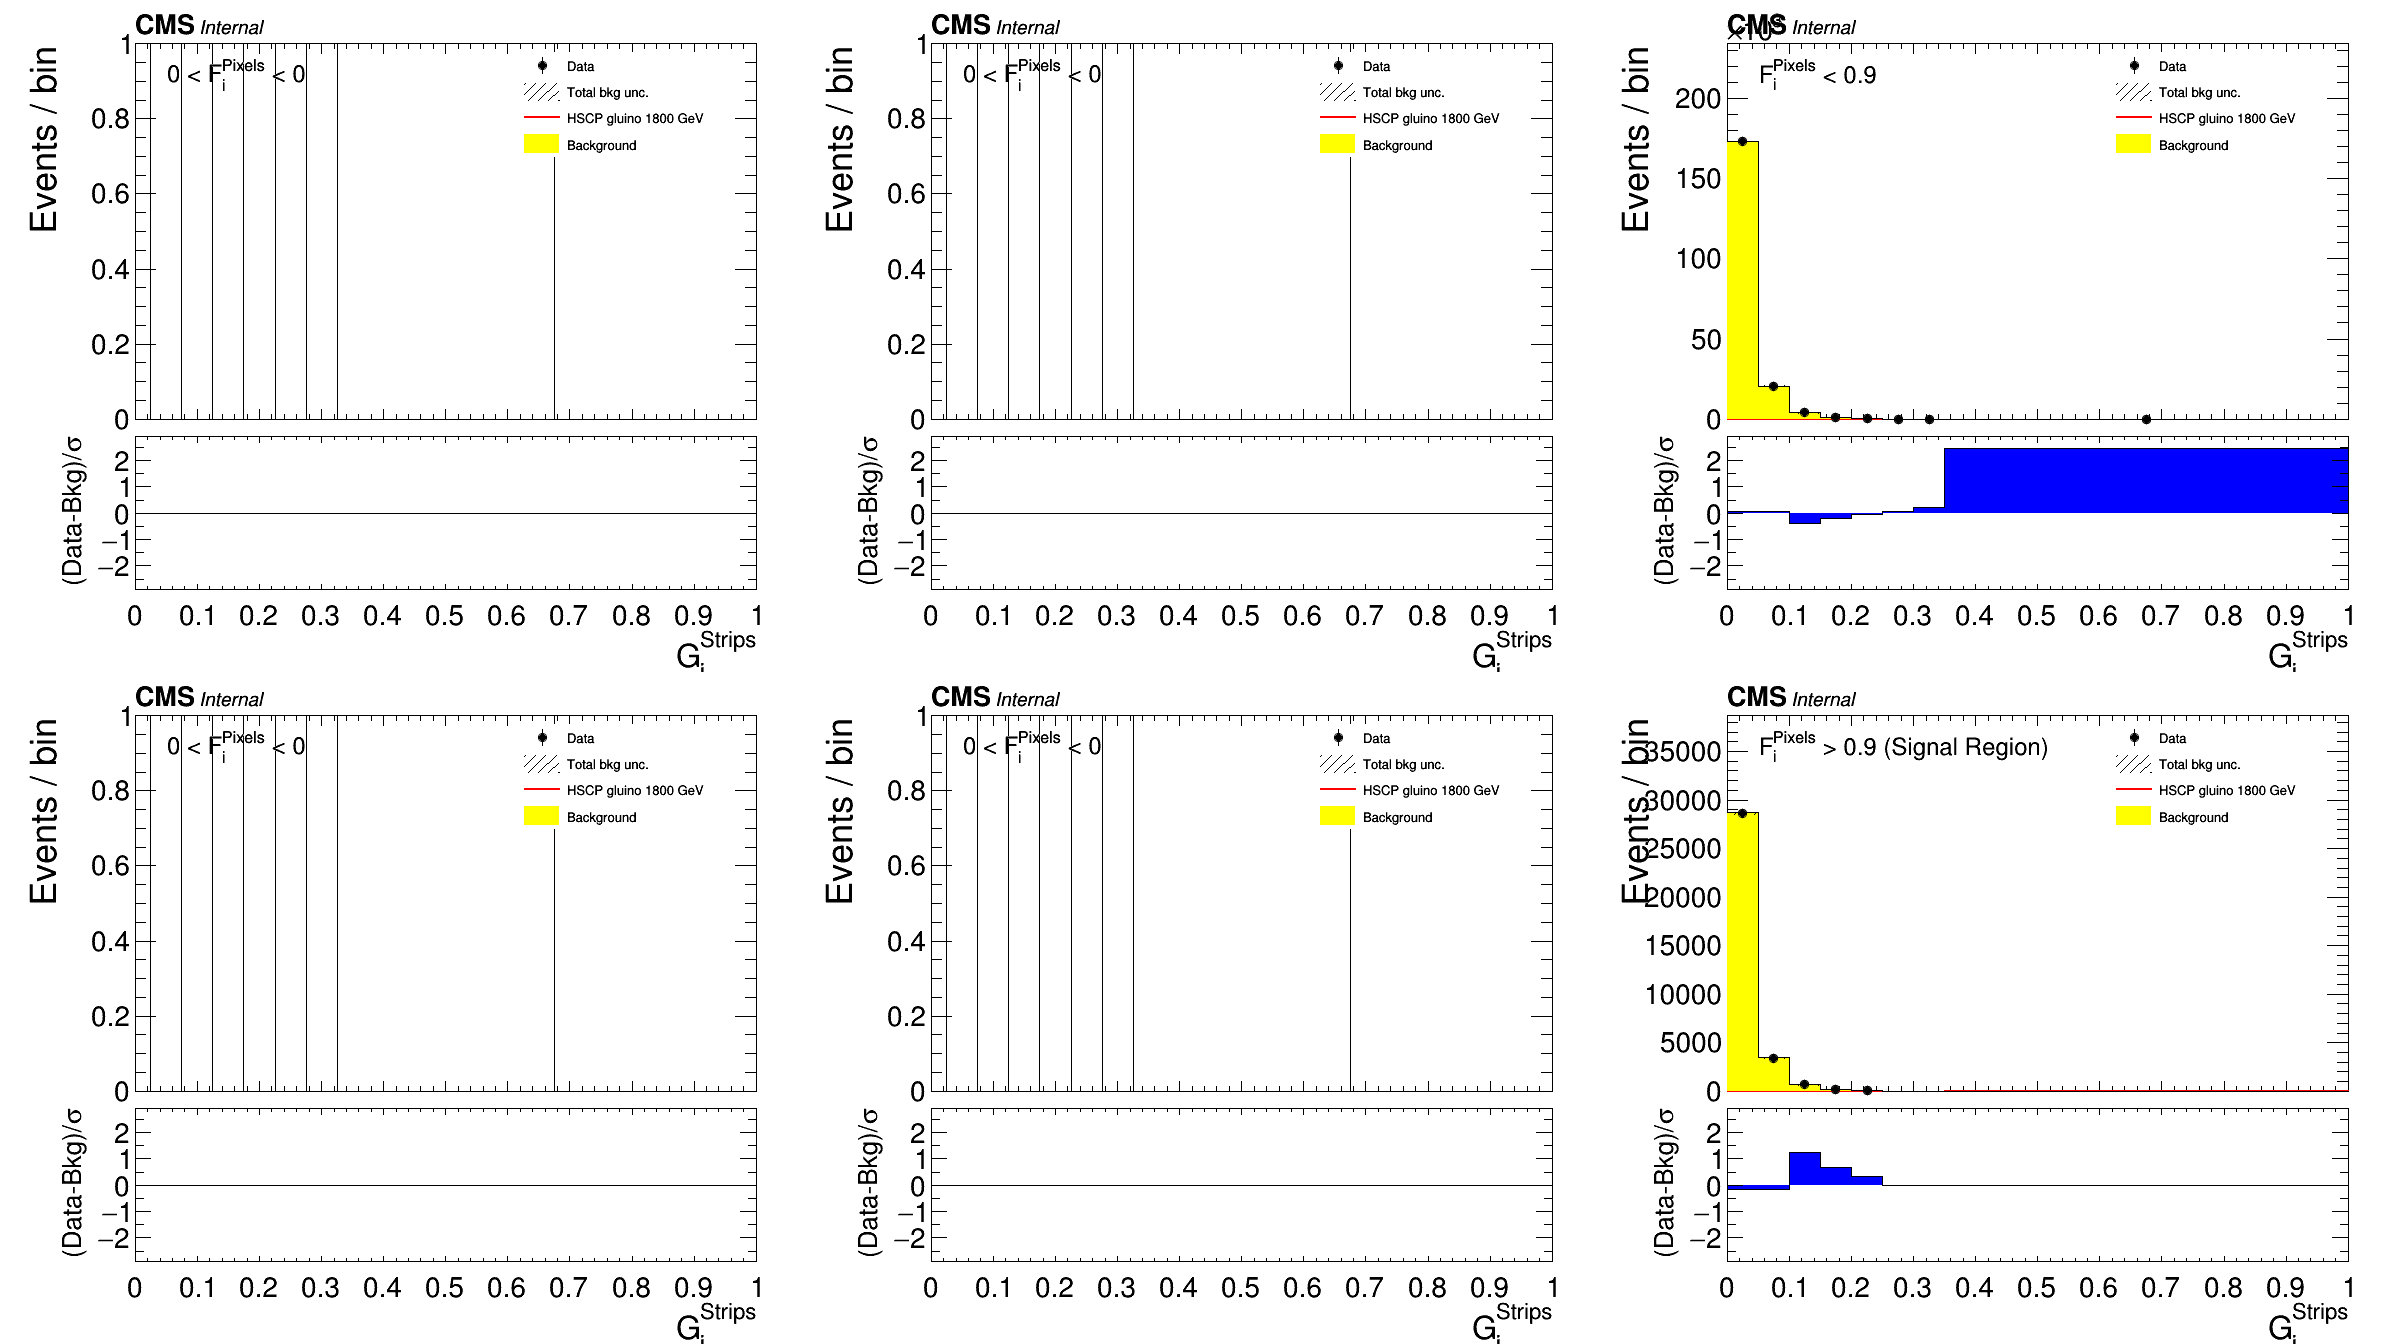 CMS Internal
0 < F_i^Pixels < 0
Data
Total bkg unc.
HSCP gluino 1800 GeV
Background
Events / bin
1
0.8
0.6
0.4
0.2
0
(Data-Bkg)/σ
2
1
0
−1
−2
0 0.1 0.2 0.3 0.4 0.5 0.6 0.7 0.8 0.9 1
G_i^Strips
CMS Internal
0 < F_i^Pixels < 0
Data
Total bkg unc.
HSCP gluino 1800 GeV
Background
Events / bin
1
0.8
0.6
0.4
0.2
0
(Data-Bkg)/σ
2
1
0
−1
−2
0 0.1 0.2 0.3 0.4 0.5 0.6 0.7 0.8 0.9 1
G_i^Strips
CMS Internal
F_i^Pixels < 0.9
Data
Total bkg unc.
HSCP gluino 1800 GeV
Background
Events / bin
200
150
100
50
0
(Data-Bkg)/σ
2
1
0
−1
−2
0 0.1 0.2 0.3 0.4 0.5 0.6 0.7 0.8 0.9 1
G_i^Strips
CMS Internal
0 < F_i^Pixels < 0
Data
Total bkg unc.
HSCP gluino 1800 GeV
Background
Events / bin
1
0.8
0.6
0.4
0.2
0
(Data-Bkg)/σ
2
1
0
−1
−2
0 0.1 0.2 0.3 0.4 0.5 0.6 0.7 0.8 0.9 1
G_i^Strips
CMS Internal
0 < F_i^Pixels < 0
Data
Total bkg unc.
HSCP gluino 1800 GeV
Background
Events / bin
1
0.8
0.6
0.4
0.2
0
(Data-Bkg)/σ
2
1
0
−1
−2
0 0.1 0.2 0.3 0.4 0.5 0.6 0.7 0.8 0.9 1
G_i^Strips
CMS Internal
F_i^Pixels > 0.9 (Signal Region)
Data
Total bkg unc.
HSCP gluino 1800 GeV
Background
Events / bin
35000
30000
25000
20000
15000
10000
5000
0
(Data-Bkg)/σ
2
1
0
−1
−2
0 0.1 0.2 0.3 0.4 0.5 0.6 0.7 0.8 0.9 1
G_i^Strips